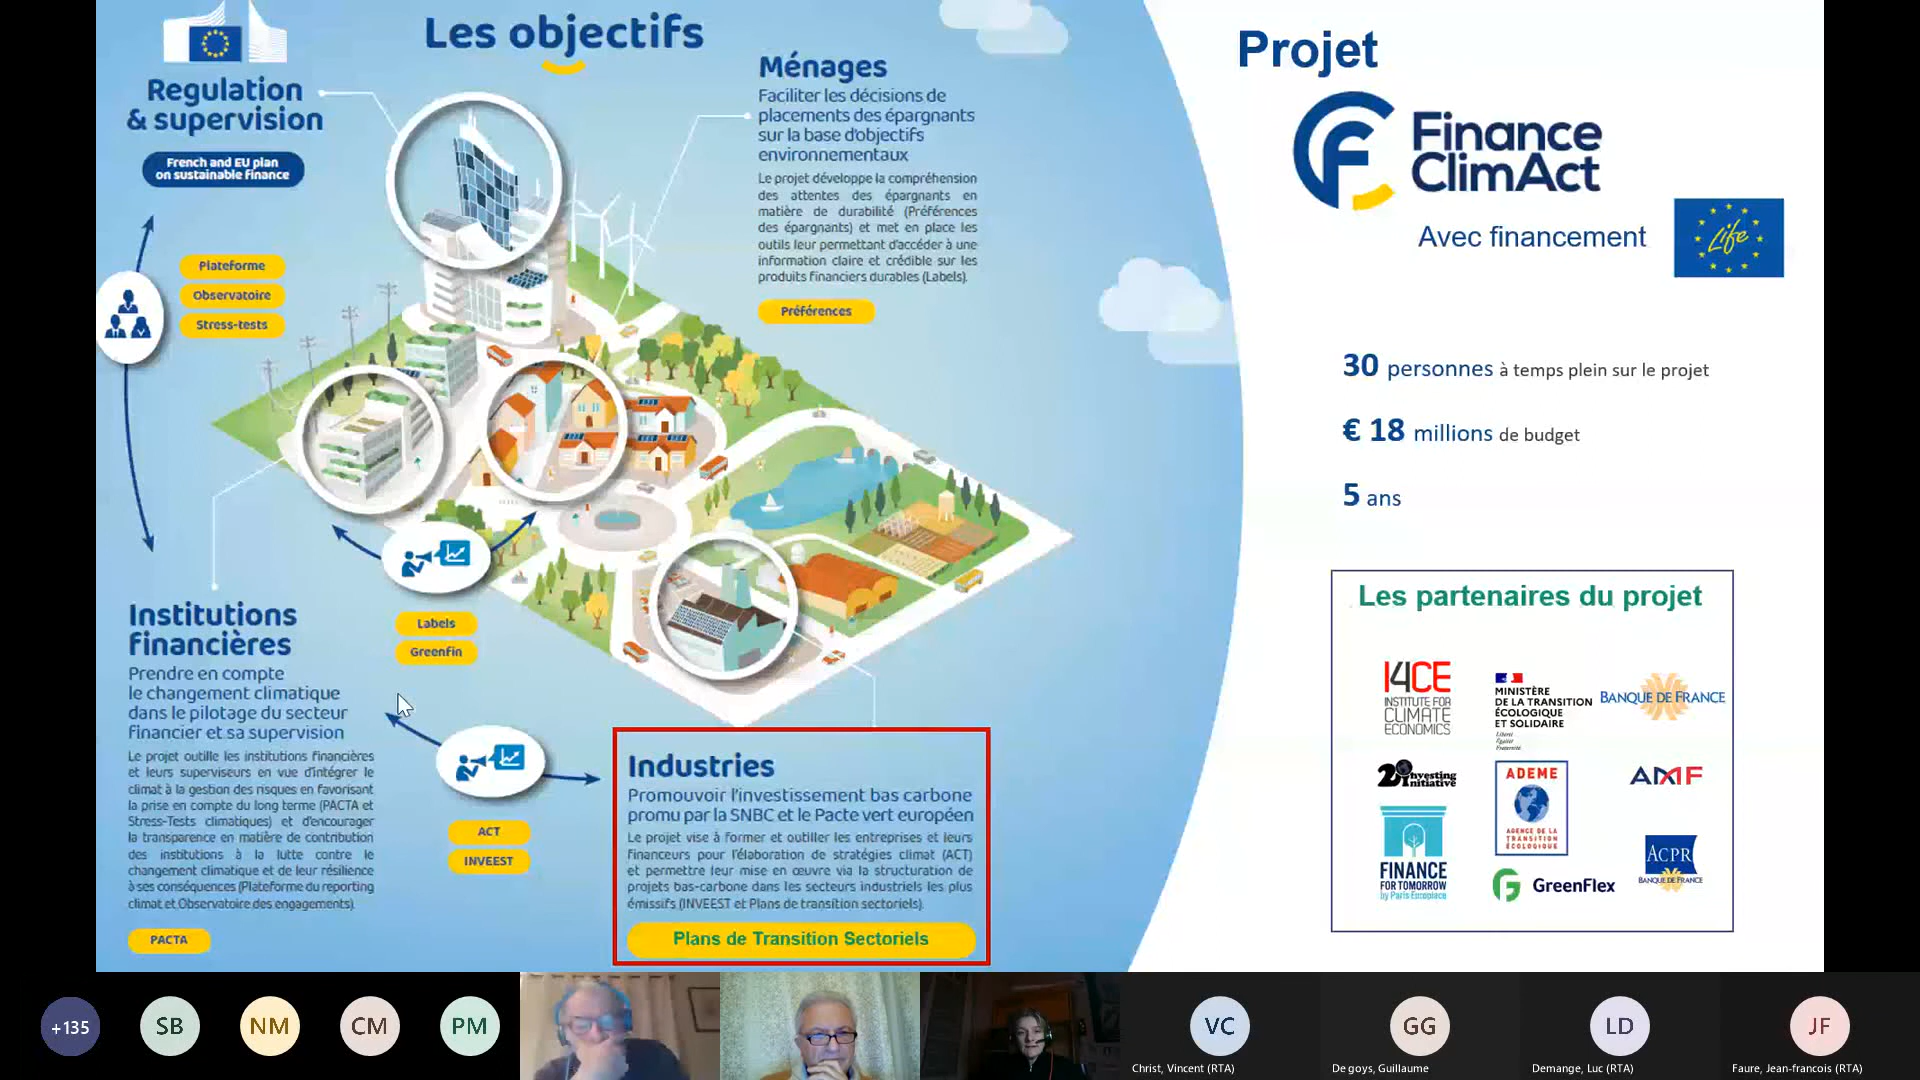 Les objectifs
Regulation
& supervision
French and EU plan
on sustainable finance
Plateforme
Observatoire
Stress-tests
Ménages
Faciliter les décisions de
placements des épargnants
sur la base d'objectifs
environnementaux
Le projet développe la compréhension
des attentes des épargnants en
matière de durabilité (Préférences
des épargnants) et met en place les
outils leur permettant d'accéder à une
information claire et crédible sur les
produits financiers durables (Labels).
Préférences
Institutions
financières
Prendre en compte
le changement climatique
dans le pilotage du secteur
financier et sa supervision
Le projet outille les institutions financières
et leurs superviseurs en vue d'intégrer le
climat à la gestion des risques en favorisant
la prise en compte du long terme (PACTA et
Stress-Tests climatiques) et d'encourager
la transparence en matière de contribution
des institutions à la lutte contre le
changement climatique et de leur résilience
à ses conséquences (Plateforme du reporting
climat et Observatoire des engagements).
PACTA
Labels
Greenfin
ACT
INVEEST
Industries
Promouvoir l'investissement bas carbone
promu par la SNBC et le Pacte vert européen
Le projet vise à former et outiller les entreprises et leurs
financeurs pour l'élaboration de stratégies climat (ACT)
et permettre leur mise en œuvre via la structuration de
projets bas-carbone dans les secteurs industriels les plus
émissifs (INVEEST et Plans de transition sectoriels).
Plans de Transition Sectoriels
Projet
Finance
ClimAct
Avec financement
Life
30 personnes à temps plein sur le projet
€ 18 millions de budget
5 ans
Les partenaires du projet
I4CE
INSTITUTE FOR
CLIMATE
ECONOMICS
MINISTÈRE
DE LA TRANSITION
ÉCOLOGIQUE
ET SOLIDAIRE
Liberté
Égalité
Fraternité
BANQUE DE FRANCE
2° Investing
Initiative
ADEME
AGENCE DE LA
TRANSITION
ÉCOLOGIQUE
AMF
FINANCE
FOR TOMORROW
by Paris Europlace
GreenFlex
ACPR
BANQUE DE FRANCE
+135
SB
NM
CM
PM
VC
Christ, Vincent (RTA)
GG
De goys, Guillaume
LD
Demange, Luc (RTA)
JF
Faure, Jean-francois (RTA)